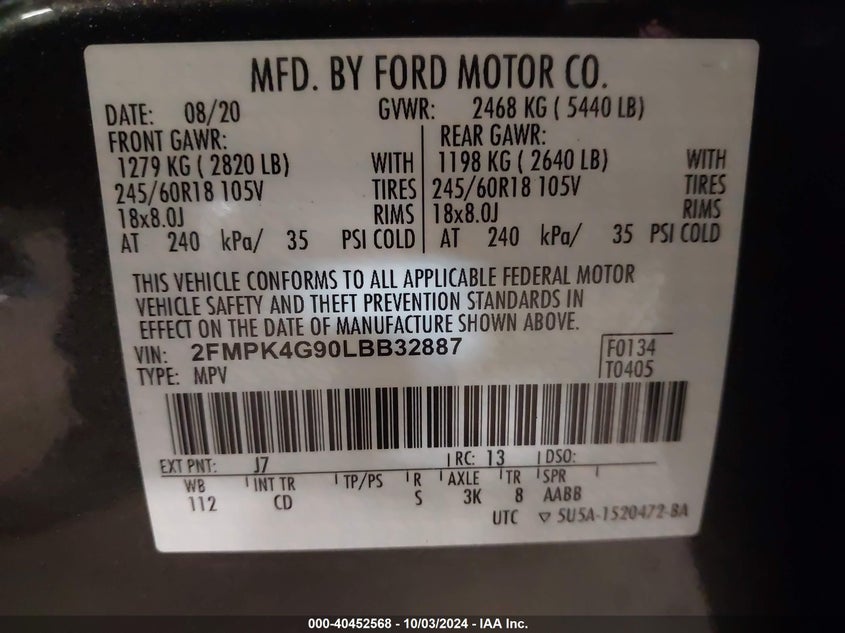 MFD. BY FORD MOTOR CO.
DATE: 08/20 GVWR: 2468 KG ( 5440 LB)
FRONT GAWR: REAR GAWR:
1279 KG ( 2820 LB) WITH 1198 KG ( 2640 LB) WITH
245/60R18 105V TIRES 245/60R18 105V TIRES
18x8.0J RIMS 18x8.0J RIMS
AT 240 kPa/ 35 PSI COLD AT 240 kPa/ 35 PSI COLD
THIS VEHICLE CONFORMS TO ALL APPLICABLE FEDERAL MOTOR
VEHICLE SAFETY AND THEFT PREVENTION STANDARDS IN
EFFECT ON THE DATE OF MANUFACTURE SHOWN ABOVE.
VIN: 2FMPK4G90LBB32887 F0134
TYPE: MPV T0405
EXT PNT: J7 RC: 13 DSO:
WB INT TR TP/PS R AXLE TR SPR
112 CD S 3K 8 AABB
UTC ▽ 5U5A-1520472-BA
000-40452568 - 10/03/2024 - IAA Inc.